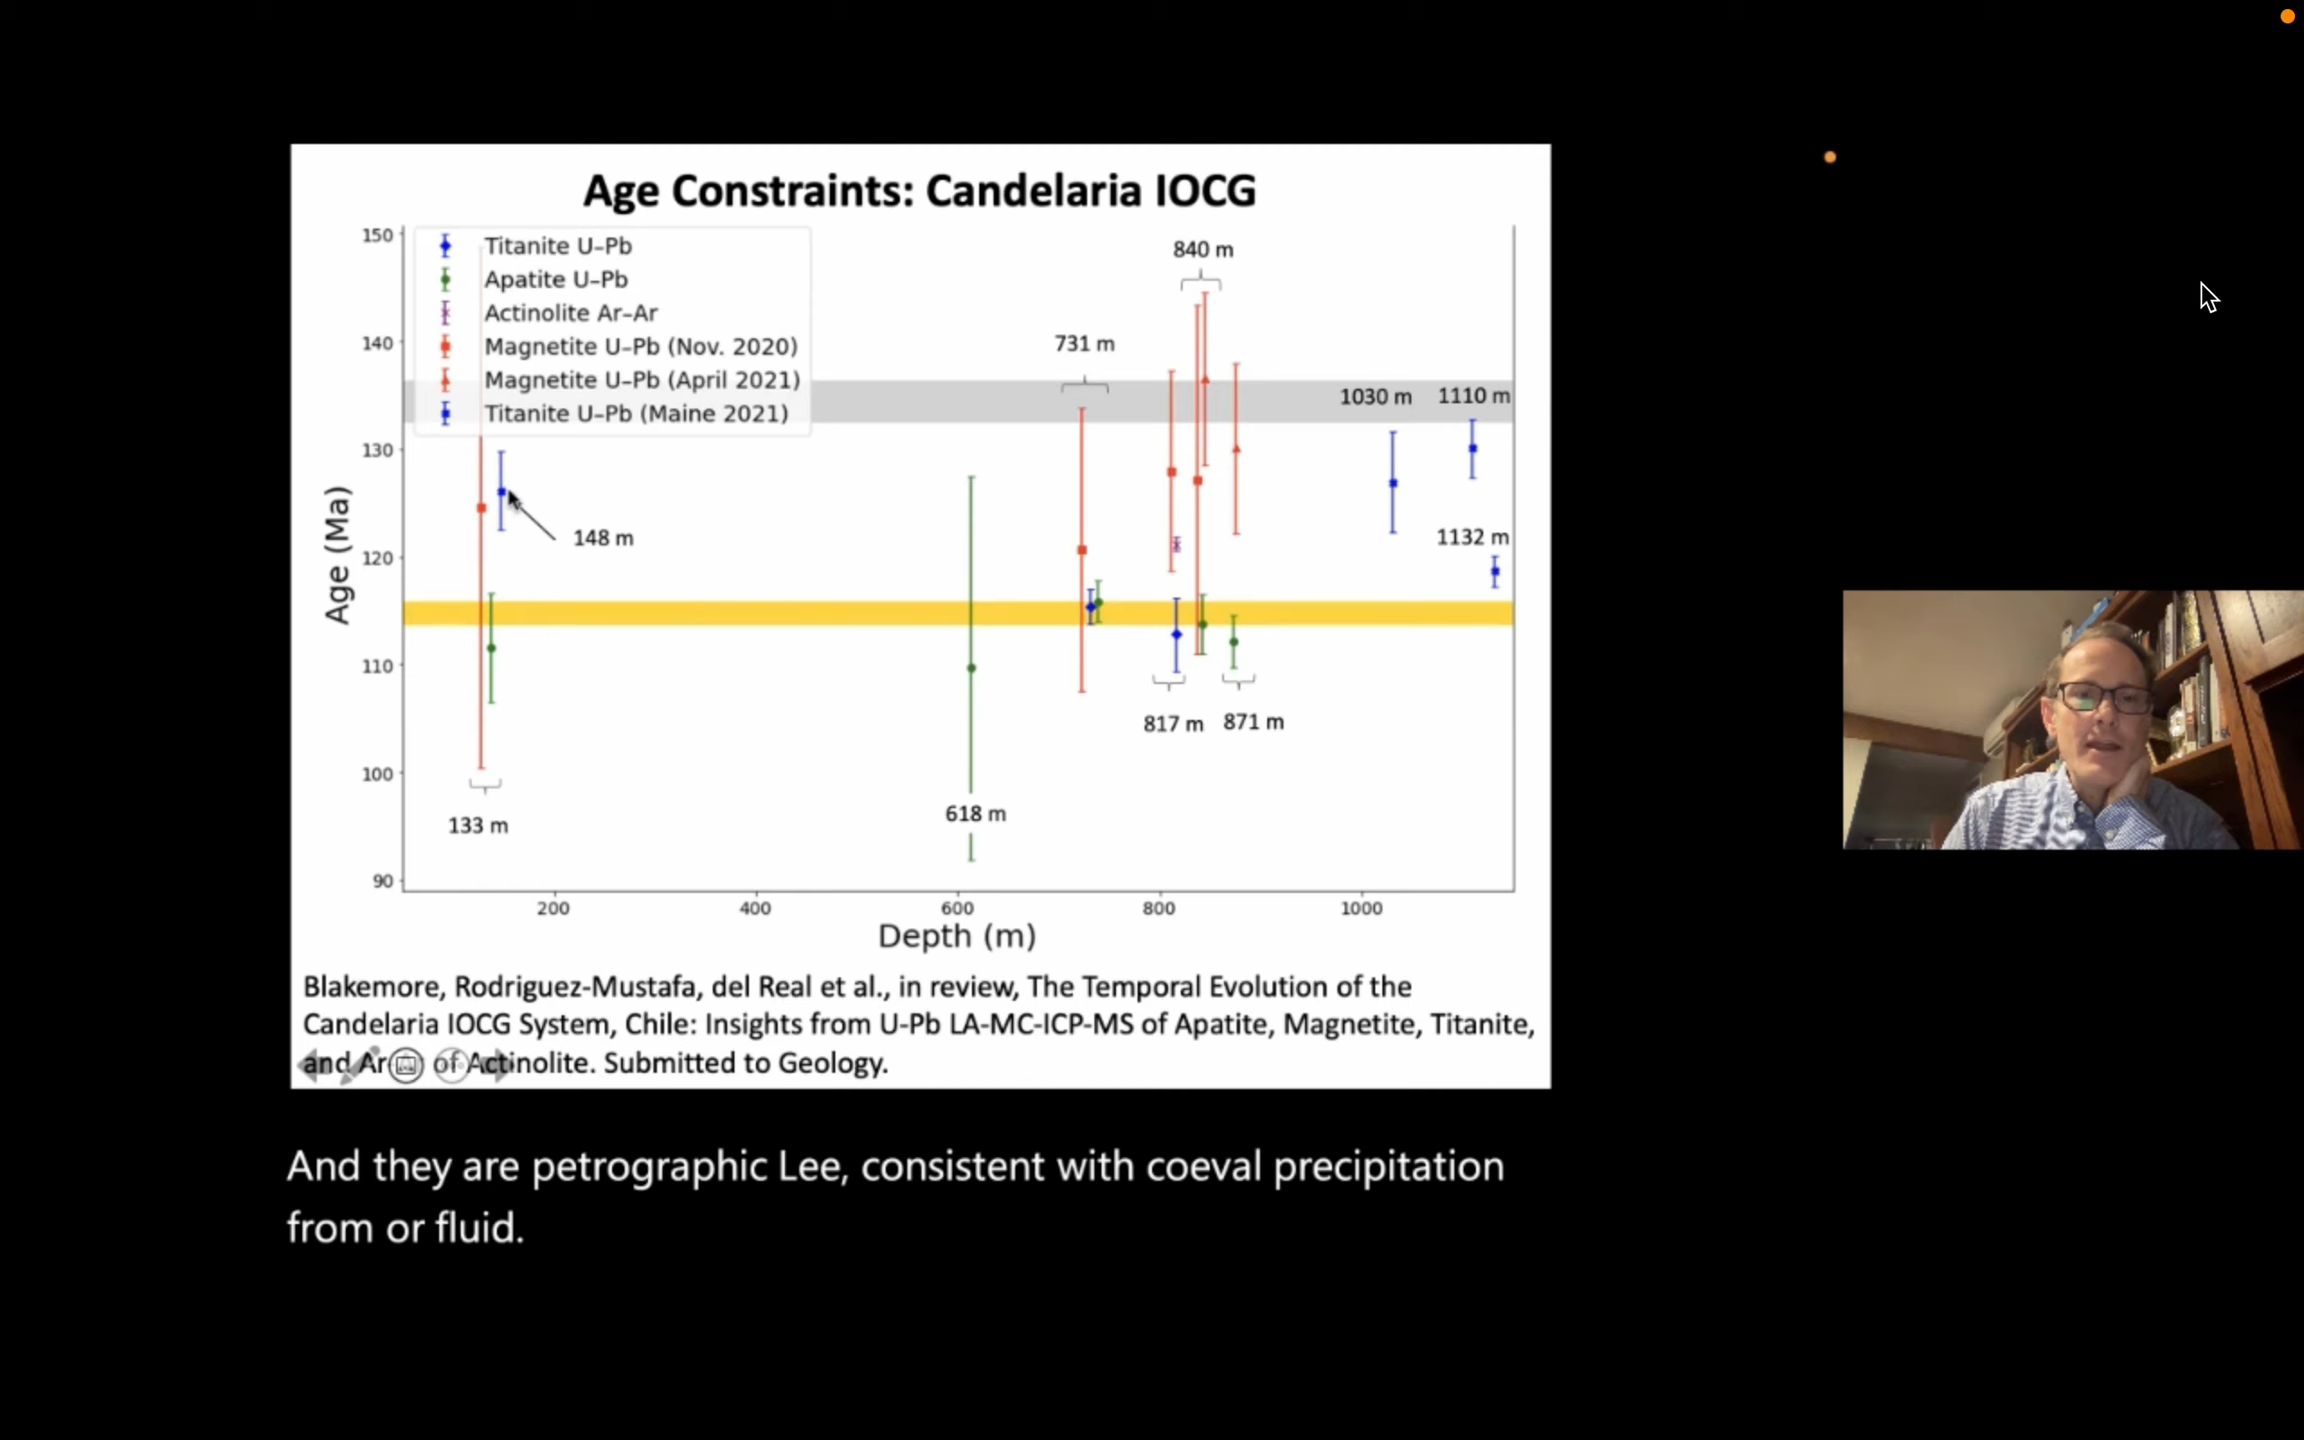 Age Constraints: Candelaria IOCG
150
140
130
120
110
100
90
Age (Ma)
Titanite U–Pb
Apatite U–Pb
Actinolite Ar–Ar
Magnetite U–Pb (Nov. 2020)
Magnetite U–Pb (April 2021)
Titanite U–Pb (Maine 2021)
840 m
731 m
1030 m 1110 m
148 m
1132 m
817 m 871 m
618 m
133 m
200 400 600 800 1000
Depth (m)
Blakemore, Rodriguez-Mustafa, del Real et al., in review, The Temporal Evolution of the
Candelaria IOCG System, Chile: Insights from U-Pb LA-MC-ICP-MS of Apatite, Magnetite, Titanite,
and Ar of Actinolite. Submitted to Geology.
And they are petrographic Lee, consistent with coeval precipitation
from or fluid.